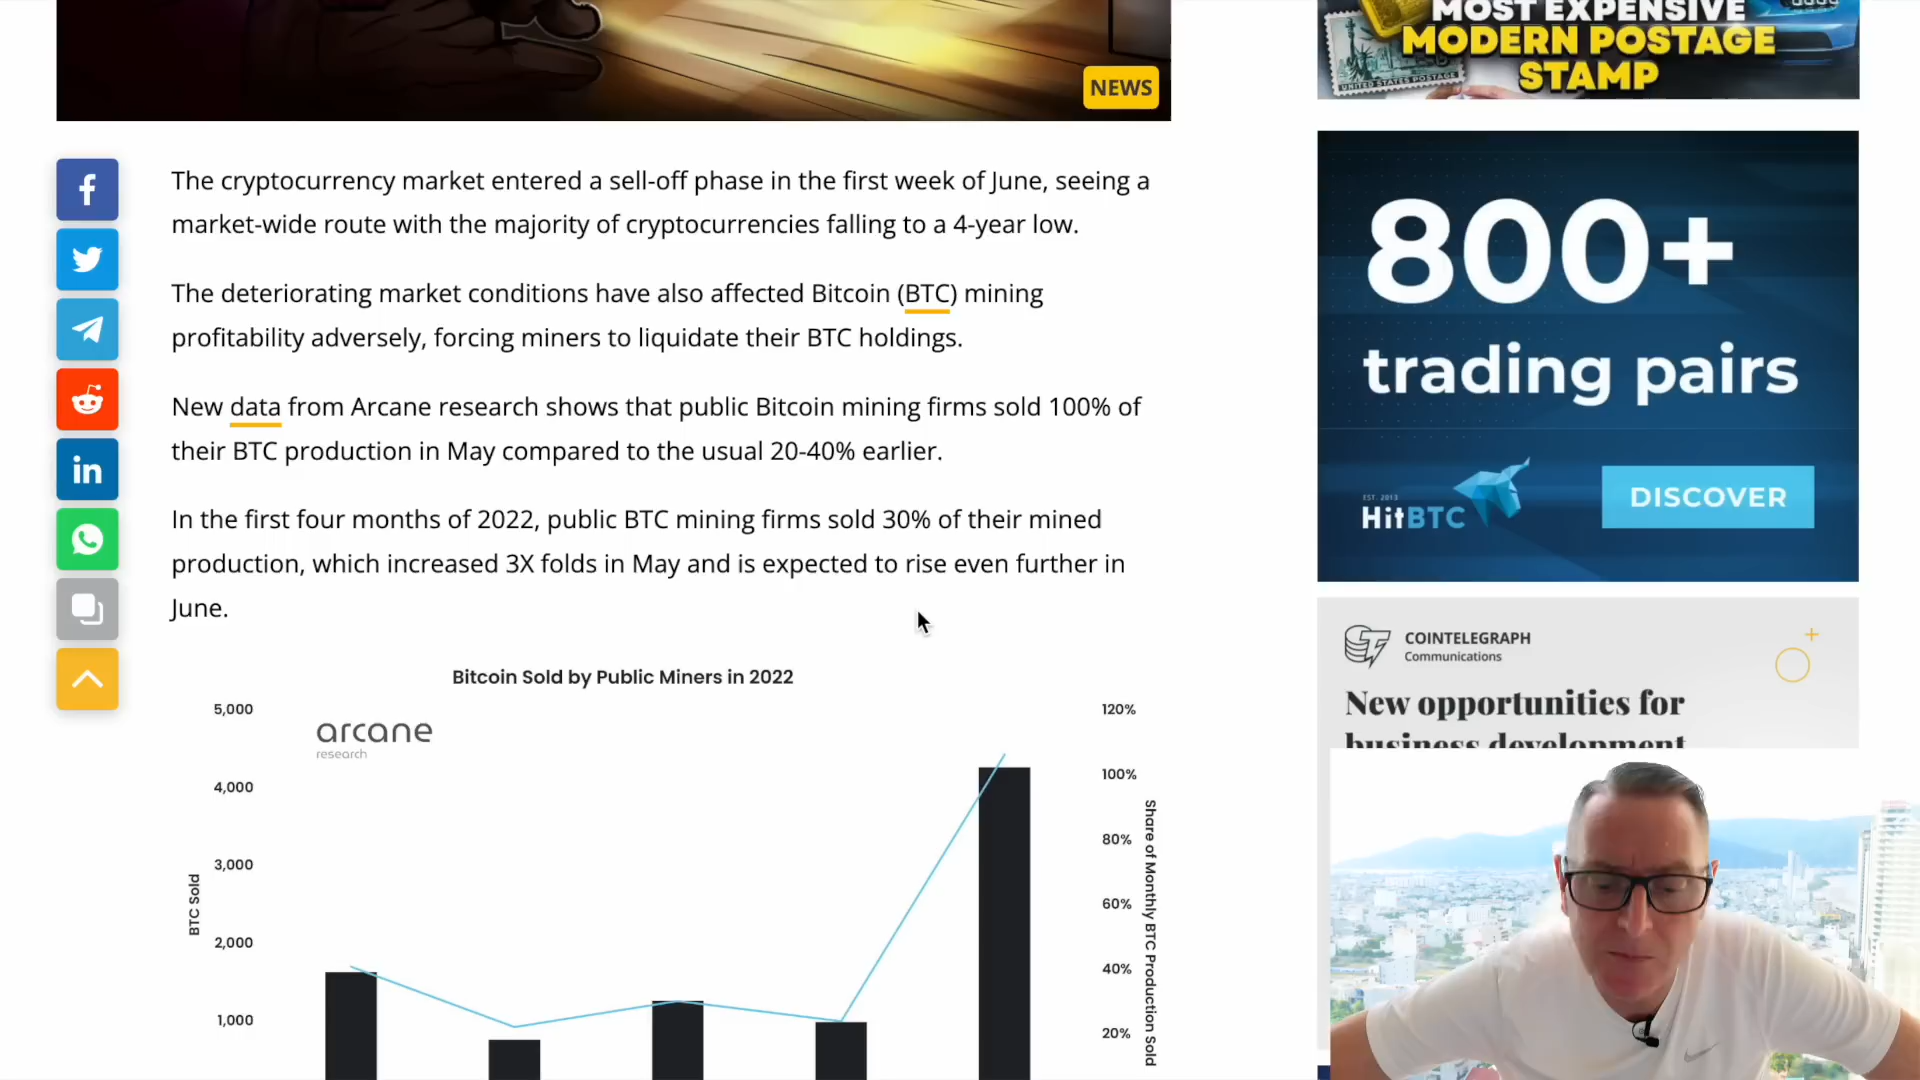 MOST EXPENSIVE
MODERN POSTAGE
STAMP
UNITED STATES POSTAGE
NEWS
The cryptocurrency market entered a sell-off phase in the first week of June, seeing a
market-wide route with the majority of cryptocurrencies falling to a 4-year low.
The deteriorating market conditions have also affected Bitcoin (BTC) mining
profitability adversely, forcing miners to liquidate their BTC holdings.
New data from Arcane research shows that public Bitcoin mining firms sold 100% of
their BTC production in May compared to the usual 20-40% earlier.
In the first four months of 2022, public BTC mining firms sold 30% of their mined
production, which increased 3X folds in May and is expected to rise even further in
June.
Bitcoin Sold by Public Miners in 2022
arcane
research
5,000
4,000
3,000
2,000
1,000
BTC Sold
120%
100%
80%
60%
40%
20%
Share of Monthly BTC Production Sold
800+
trading pairs
EST. 2013
HitBTC
DISCOVER
COINTELEGRAPH
Communications
New opportunities for
business development